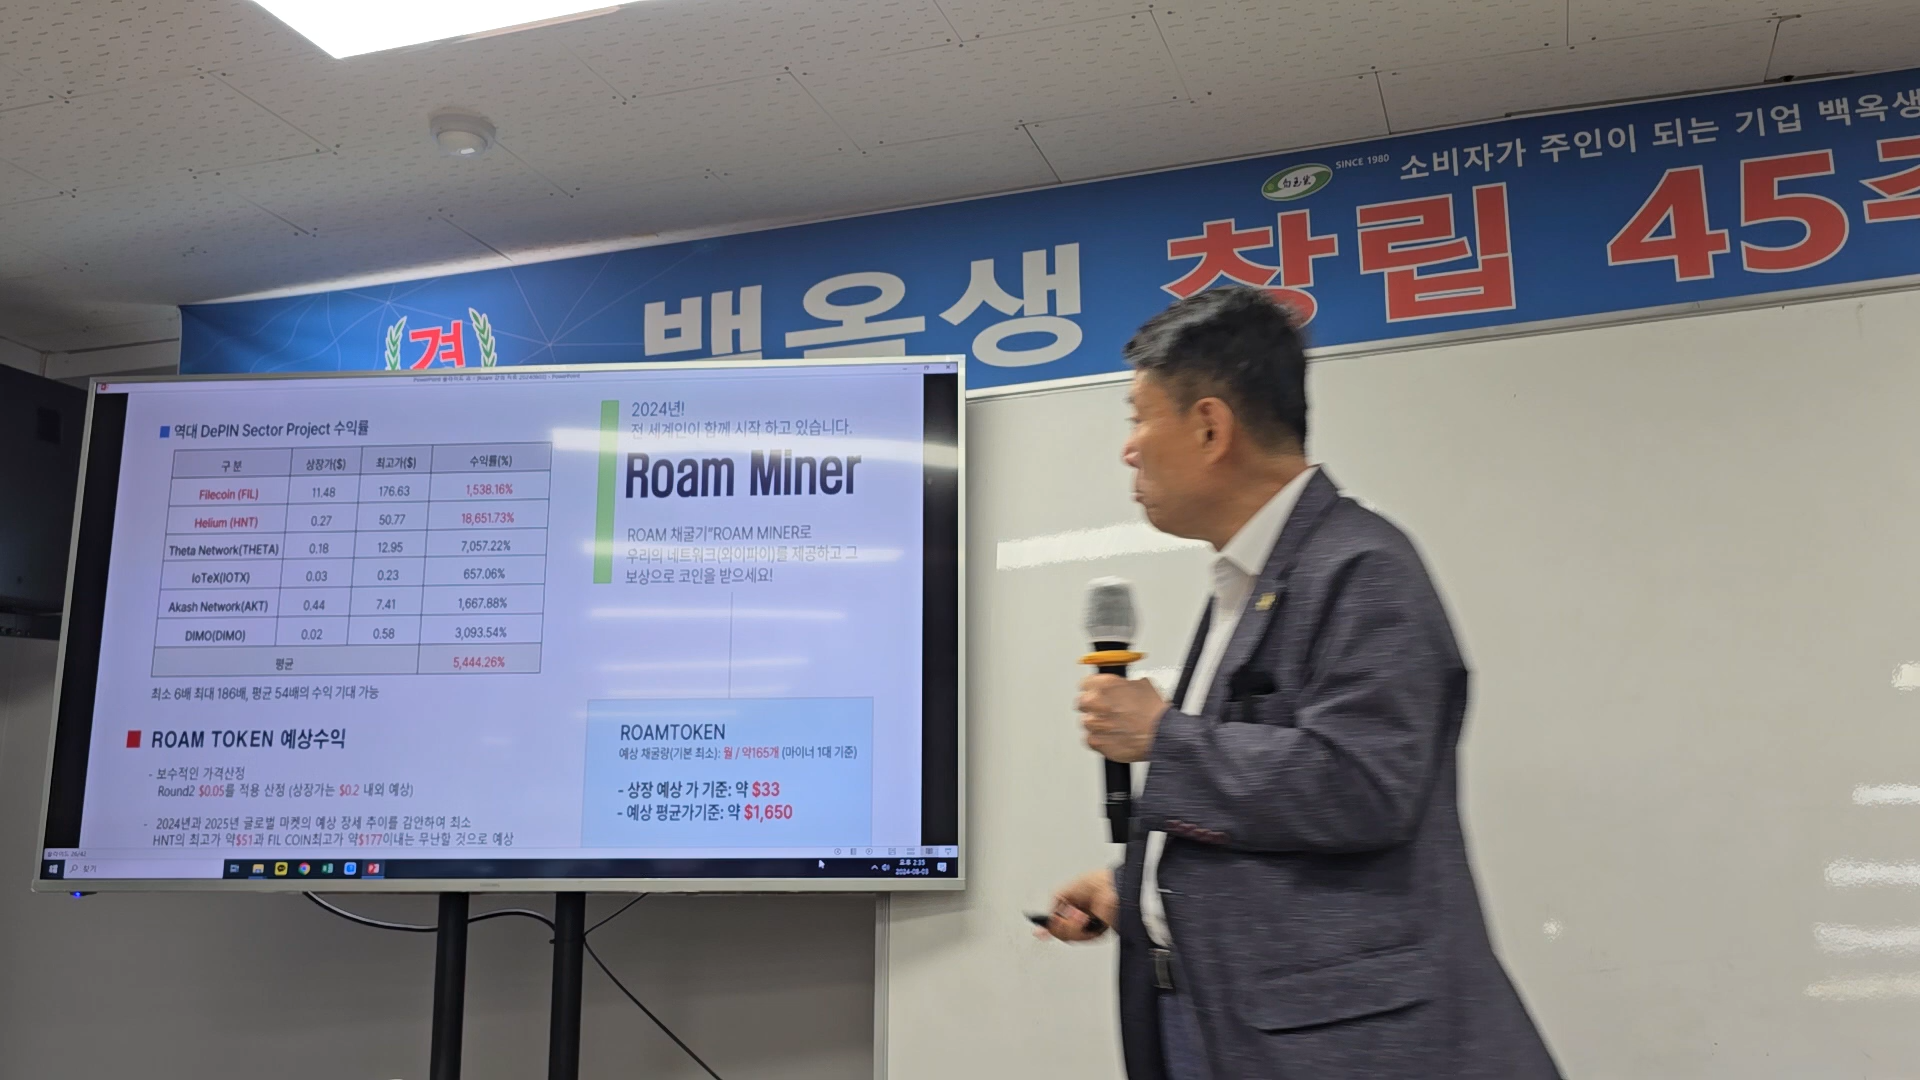 SINCE 1980
소비자가 주인이 되는 기업 백옥생
백옥생 창립 45주
경
역대 DePIN Sector Project 수익률
구분 상장가($) 최고가($) 수익률(%)
Filecoin (FIL) 11.48 176.63 1,538.16%
Helium (HNT) 0.27 50.77 18,651.73%
Theta Network(THETA) 0.18 12.95 7,057.22%
IoTeX(IOTX) 0.03 0.23 657.06%
Akash Network(AKT) 0.44 7.41 1,667.88%
DIMO(DIMO) 0.02 0.58 3,093.54%
평균 5,444.26%
최소 6배 최대 186배, 평균 54배의 수익 기대 가능
ROAM TOKEN 예상수익
- 보수적인 가격산정
Round2 $0.05를 적용 산정 (상장가는 $0.2 내외 예상)
- 2024년과 2025년 글로벌 마켓의 예상 장세 추이를 감안하여 최소
HNT의 최고가 약$51과 FIL COIN최고가 약$177이내는 무난할 것으로 예상
2024년!
전 세계인이 함께 시작 하고 있습니다.
Roam Miner
ROAM 채굴기"ROAM MINER로
우리의 네트워크(와이파이)를 제공하고 그
보상으로 코인을 받으세요!
ROAMTOKEN
예상 채굴량(기본 최소): 월 / 약165개 (마이너 1대 기준)
- 상장 예상 가 기준: 약 $33
- 예상 평균가기준: 약 $1,650
찾기
오후 2:35